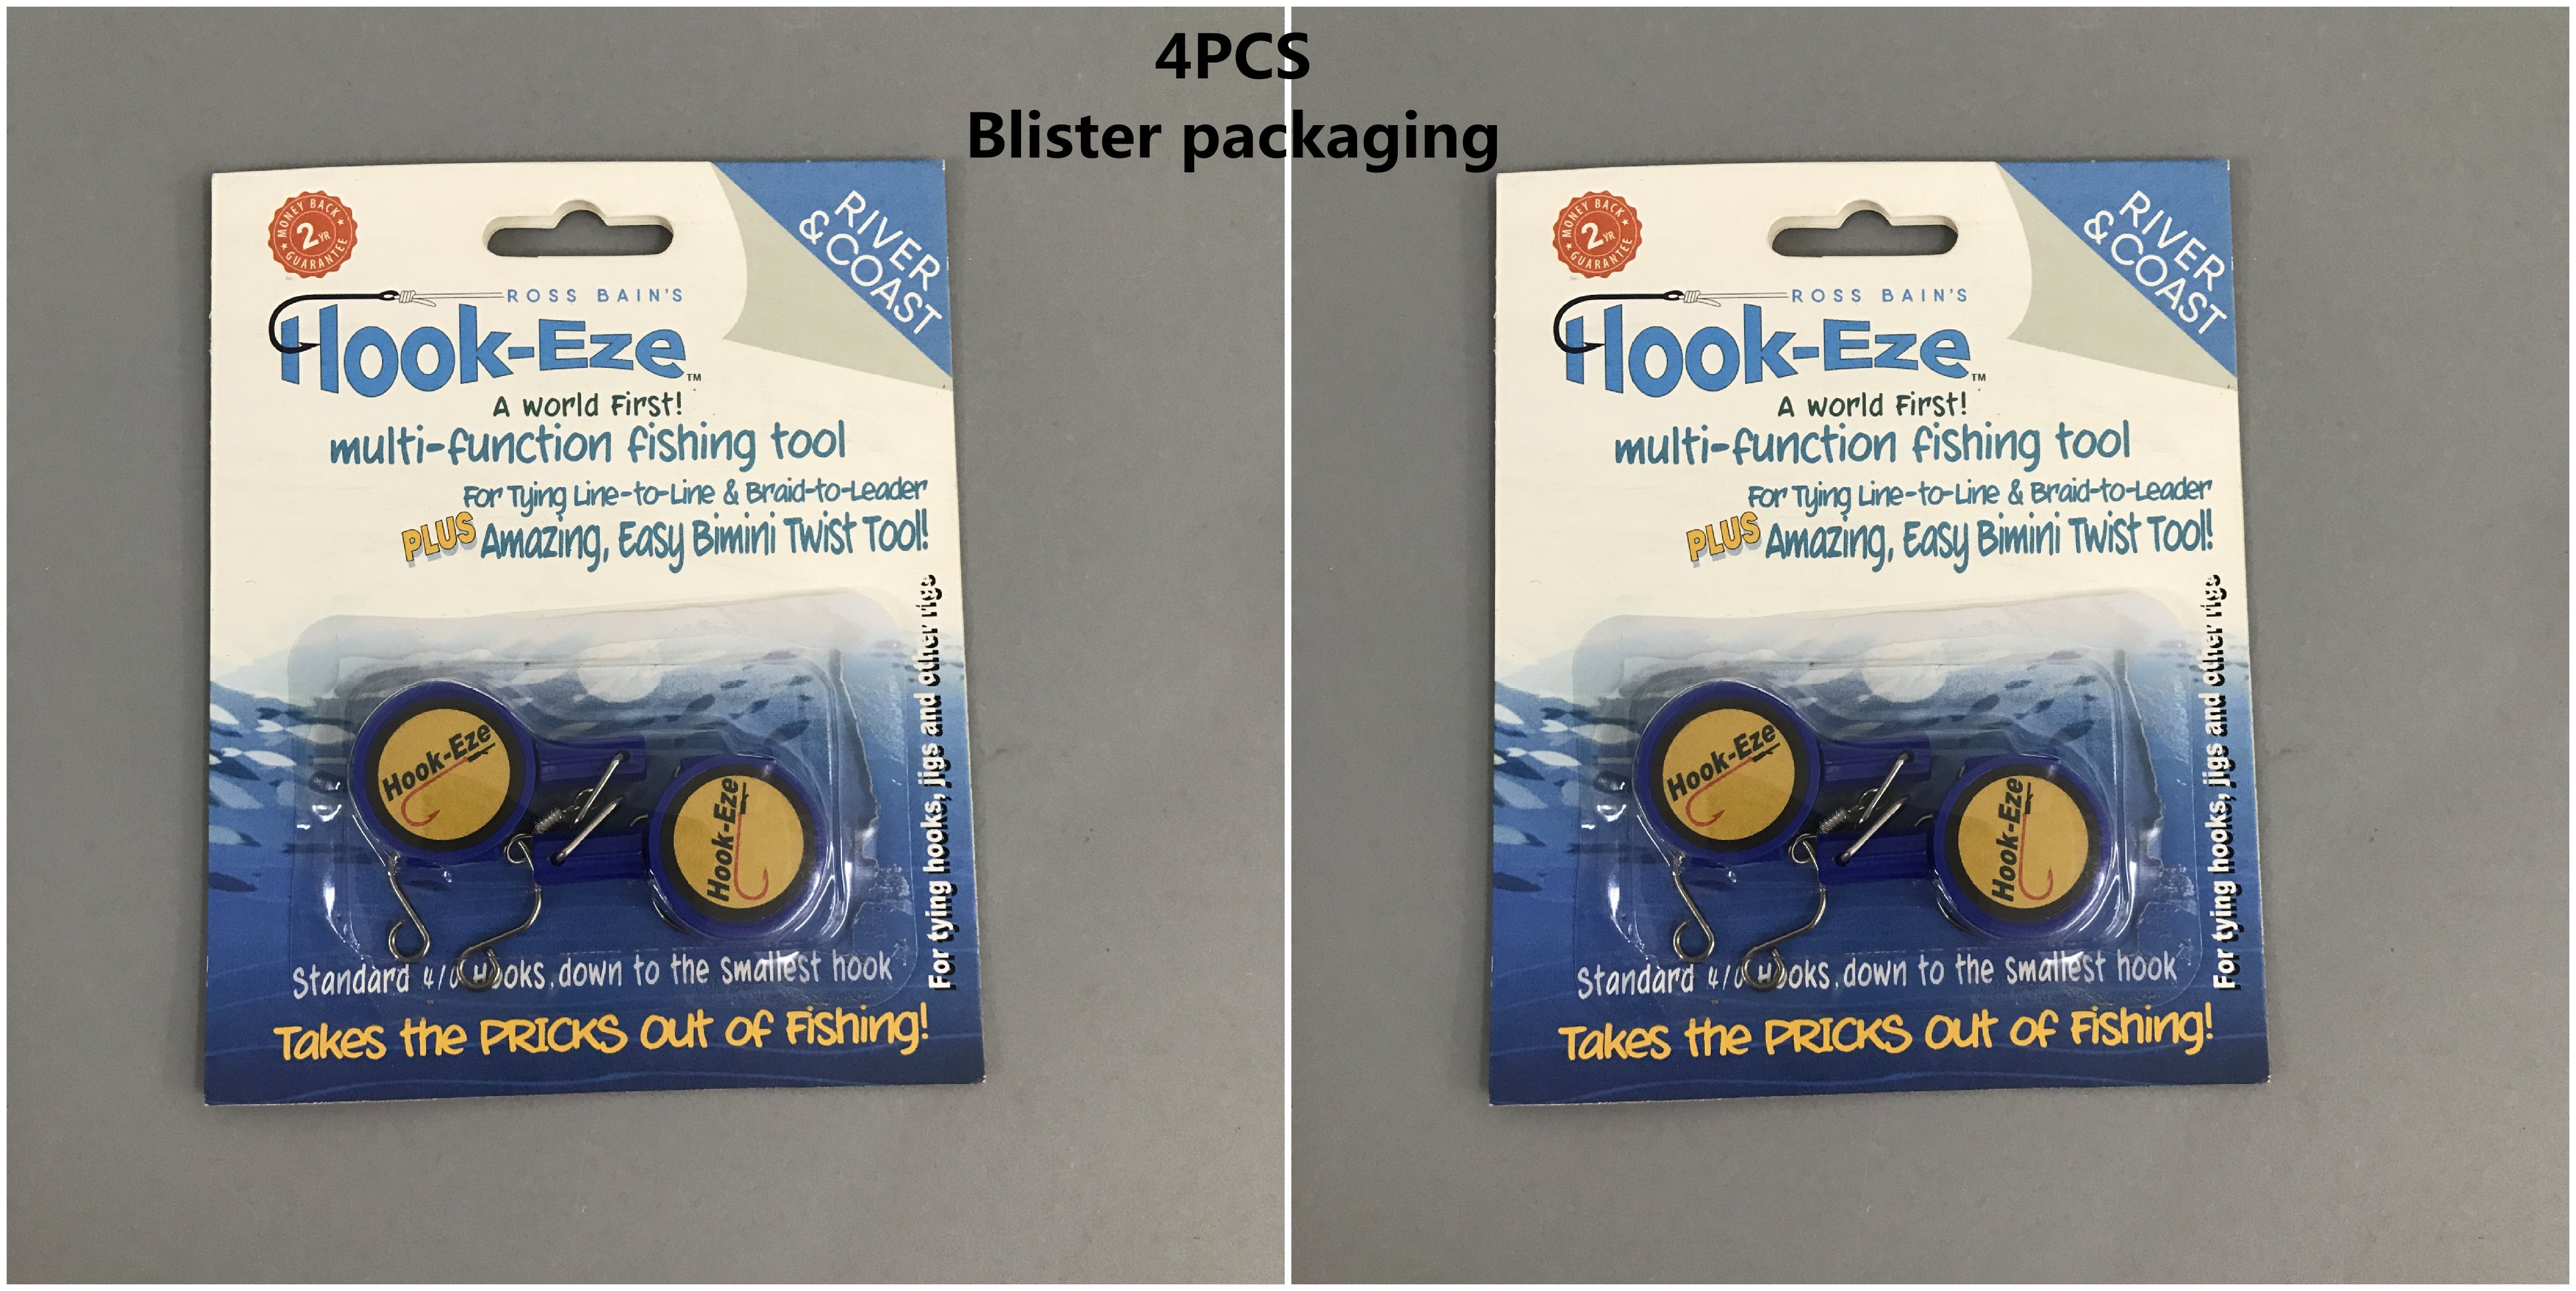 4PCS
Blister packaging
MONEY BACK
2 YR
GUARANTEE
RIVER
& COAST
ROSS BAIN'S
Hook-Eze™
A world First!
multi-function fishing tool
For Tying Line-to-Line & Braid-to-Leader
PLUS Amazing, Easy Bimini Twist Tool!
For tying hooks, jigs and other rigs
Hook-Eze
Hook-Eze
Standard 4/0 Hooks, down to the smallest hook
Takes the PRICKS out of Fishing!
MONEY BACK
2 YR
GUARANTEE
RIVER
& COAST
ROSS BAIN'S
Hook-Eze™
A world First!
multi-function fishing tool
For Tying Line-to-Line & Braid-to-Leader
PLUS Amazing, Easy Bimini Twist Tool!
For tying hooks, jigs and other rigs
Hook-Eze
Hook-Eze
Standard 4/0 Hooks, down to the smallest hook
Takes the PRICKS out of Fishing!